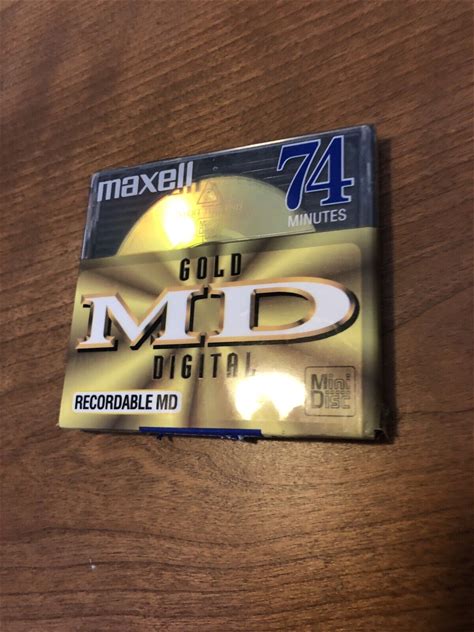 maxell
74
MINUTES
GOLD
MD
DIGITAL
RECORDABLE MD
Mini
Disc